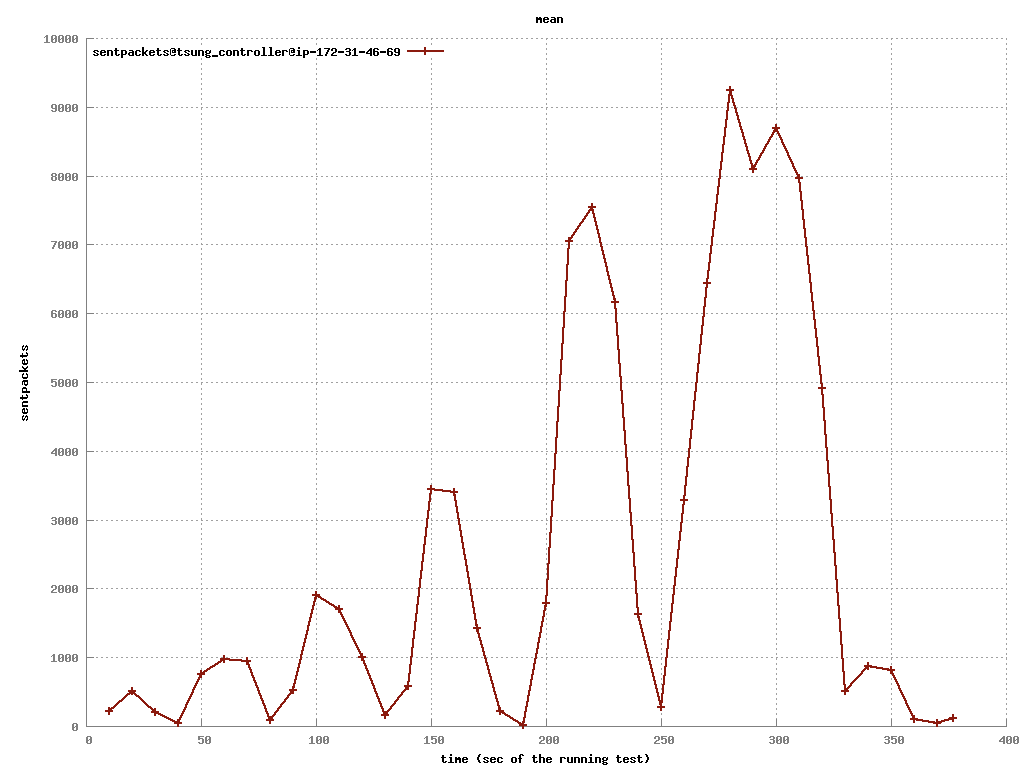 mean
sentpackets@tsung_controller@ip-172-31-46-69
10000
9000
8000
7000
6000
5000
4000
3000
2000
1000
0
sentpackets
0 50 100 150 200 250 300 350 400
time (sec of the running test)